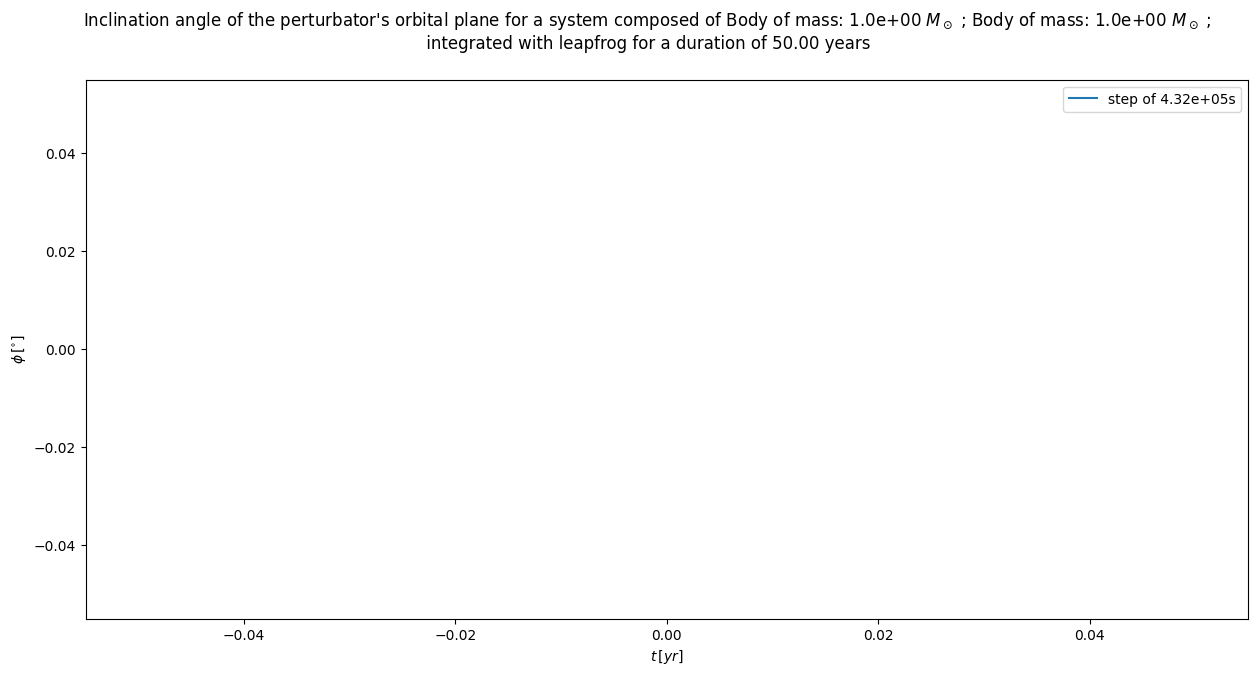 Inclination angle of the perturbator's orbital plane for a system composed of Body of mass: 1.0e+00 $M_\odot$ ; Body of mass: 1.0e+00 $M_\odot$ ;
integrated with leapfrog for a duration of 50.00 years
step of 4.32e+05s
0.04
0.02
0.00
−0.02
−0.04
ϕ [°]
−0.04 −0.02 0.00 0.02 0.04
t [yr]